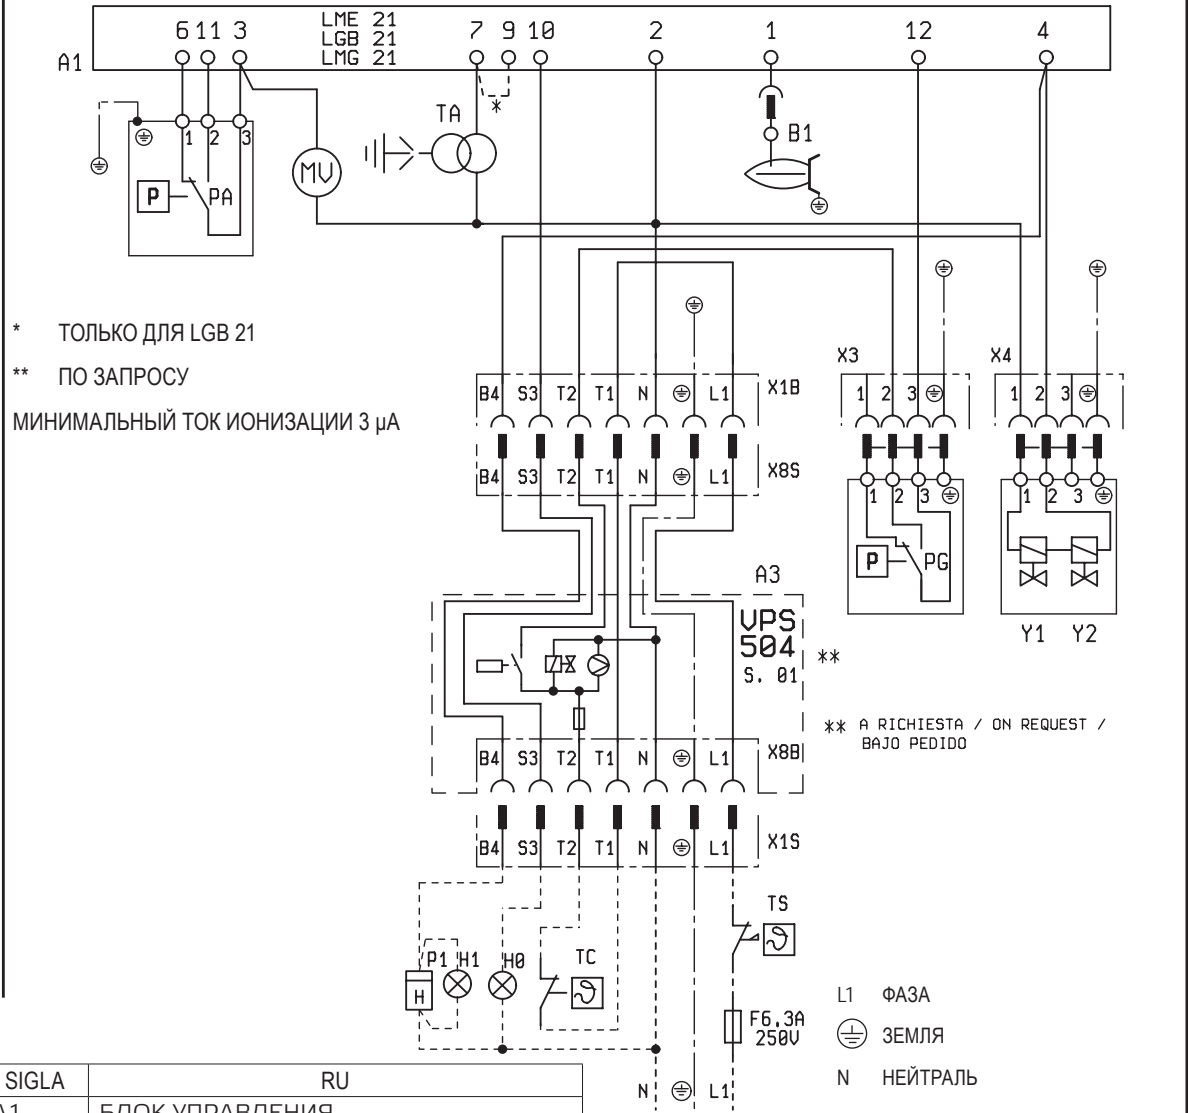 LME 21
LGB 21
LMG 21
6 11 3 7 9 10 2 1 12 4
A1
*
TA
B1
1 2 3
MV
P PA
* ТОЛЬКО ДЛЯ LGB 21
** ПО ЗАПРОСУ
МИНИМАЛЬНЫЙ ТОК ИОНИЗАЦИИ 3 µA
X3 X4
B4 S3 T2 T1 N L1 X1B
1 2 3 1 2 3
B4 S3 T2 T1 N L1 X8S
1 2 3 1 2 3
P PG
A3
VPS
504
S. 01
**
Y1 Y2
** A RICHIESTA / ON REQUEST /
BAJO PEDIDO
B4 S3 T2 T1 N L1 X8B
B4 S3 T2 T1 N L1 X1S
TS
P1 H1 H0 TC
H
F6.3A
250V
L1 ФАЗА
ЗЕМЛЯ
N НЕЙТРАЛЬ
N L1
SIGLA RU
A1 БЛОК УПРАВЛЕНИЯ